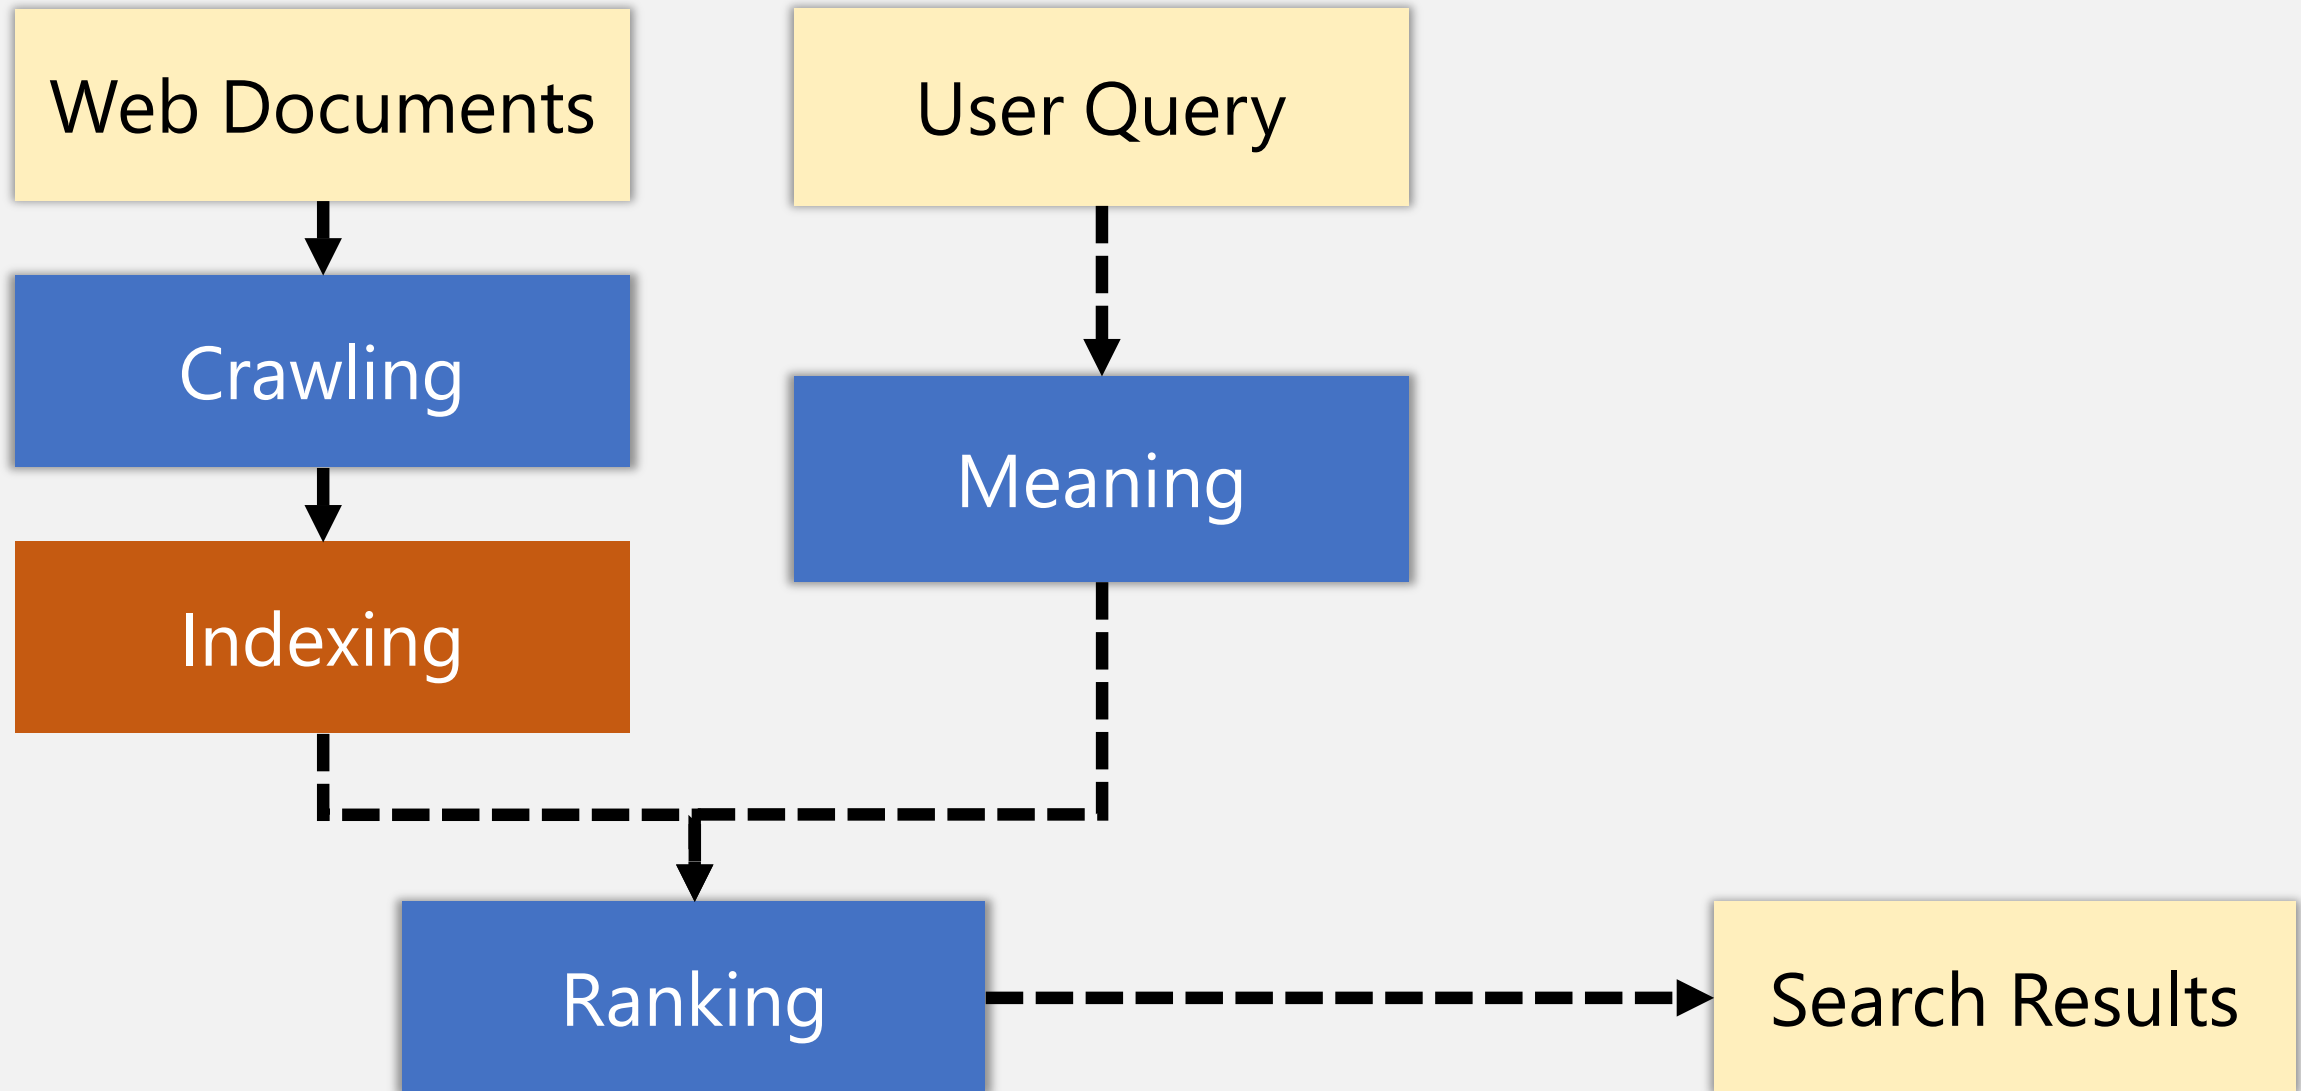 Web Documents
User Query
Crawling
Meaning
Indexing
Ranking
Search Results